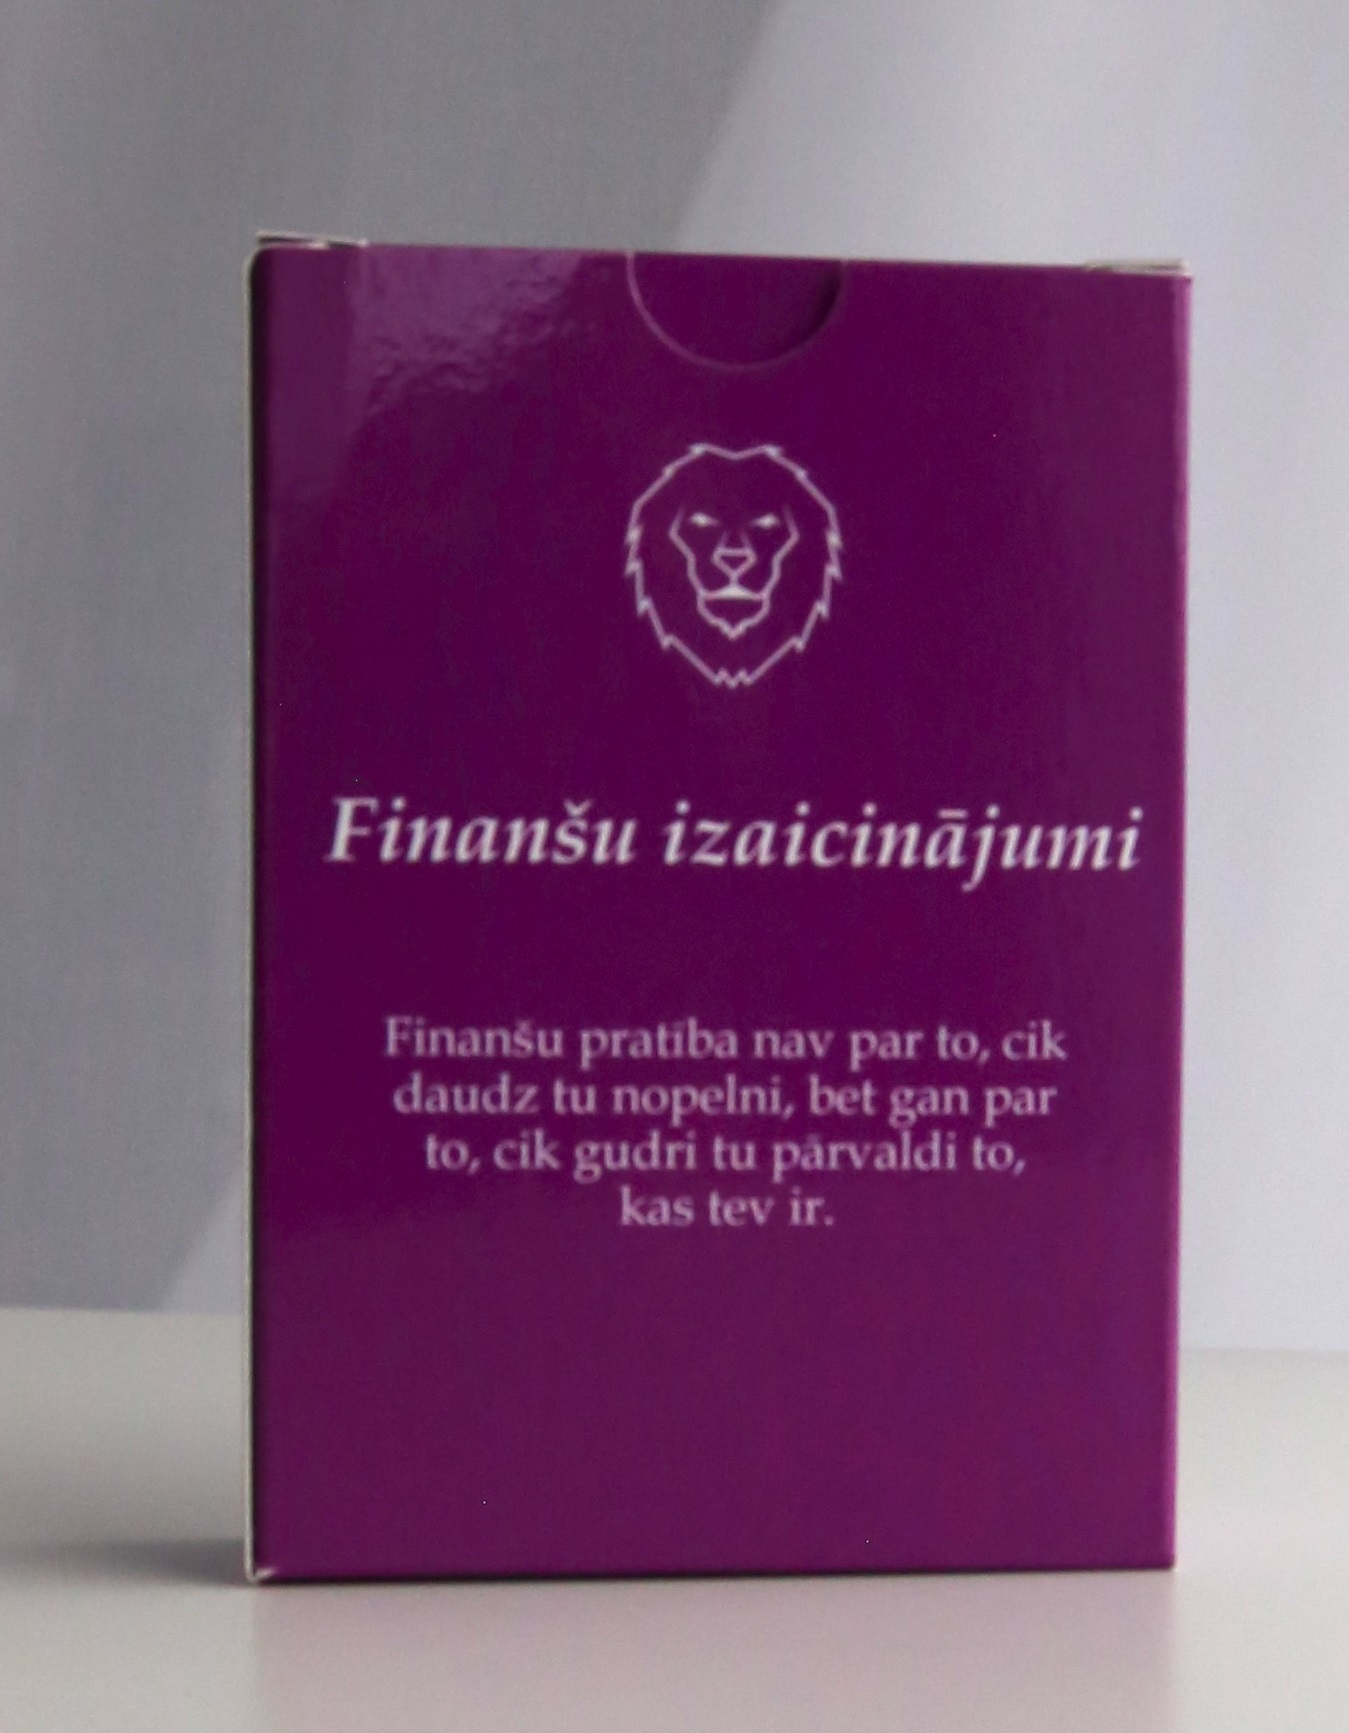 Finanšu izaicinājumi
Finanšu pratība nav par to, cik
daudz tu nopelni, bet gan par
to, cik gudri tu pārvaldi to,
kas tev ir.